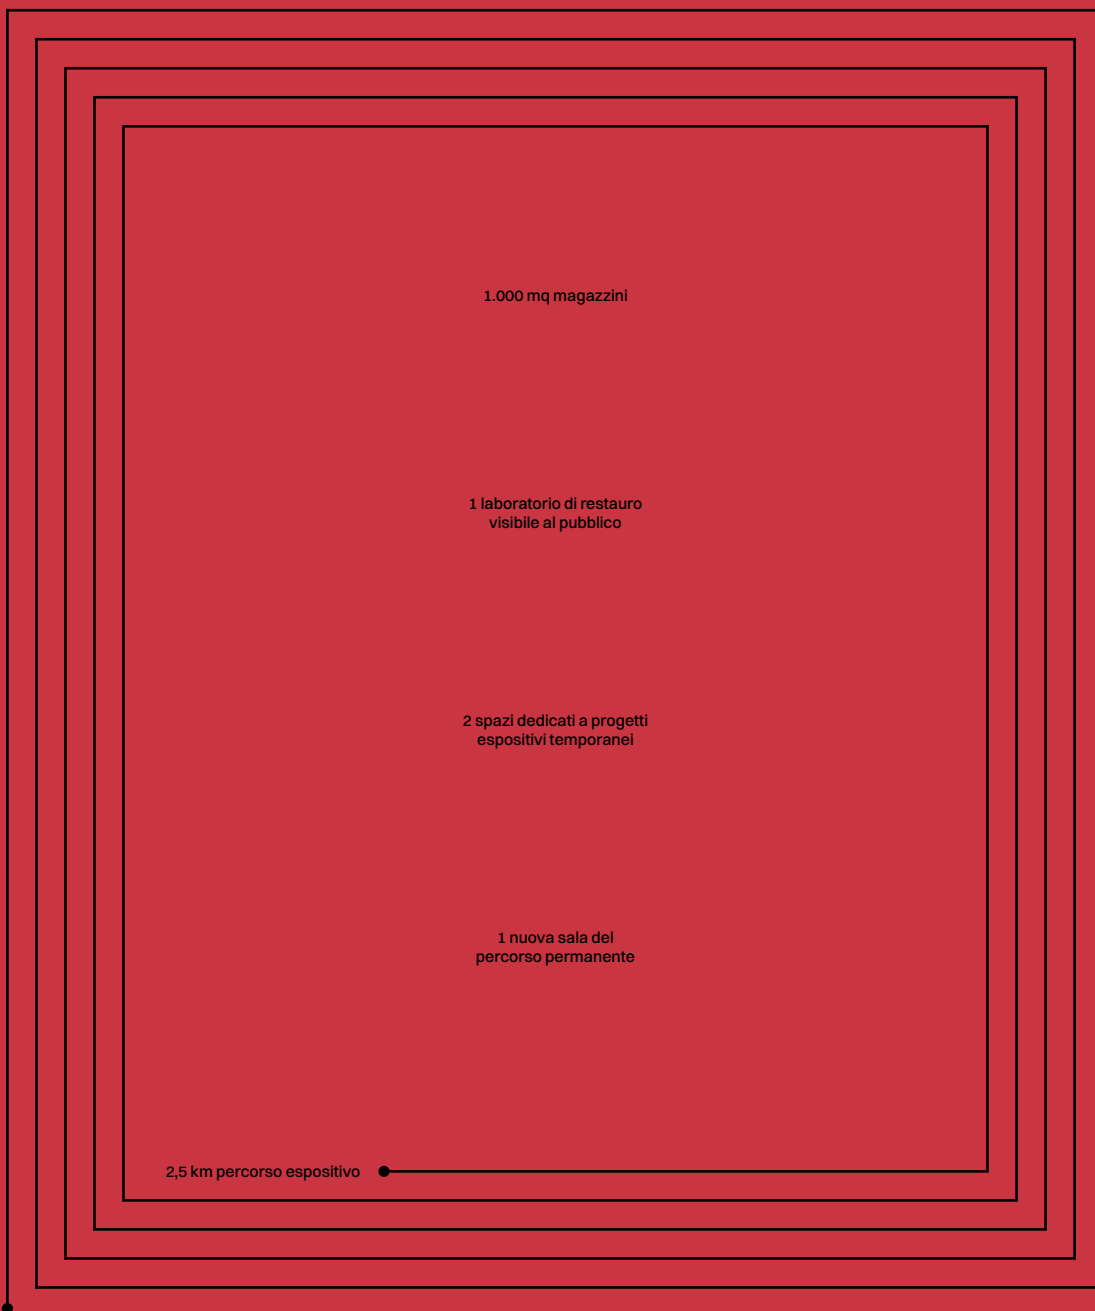 1.000 mq magazzini
1 laboratorio di restauro
visibile al pubblico
2 spazi dedicati a progetti
espositivi temporanei
1 nuova sala del
percorso permanente
2,5 km percorso espositivo